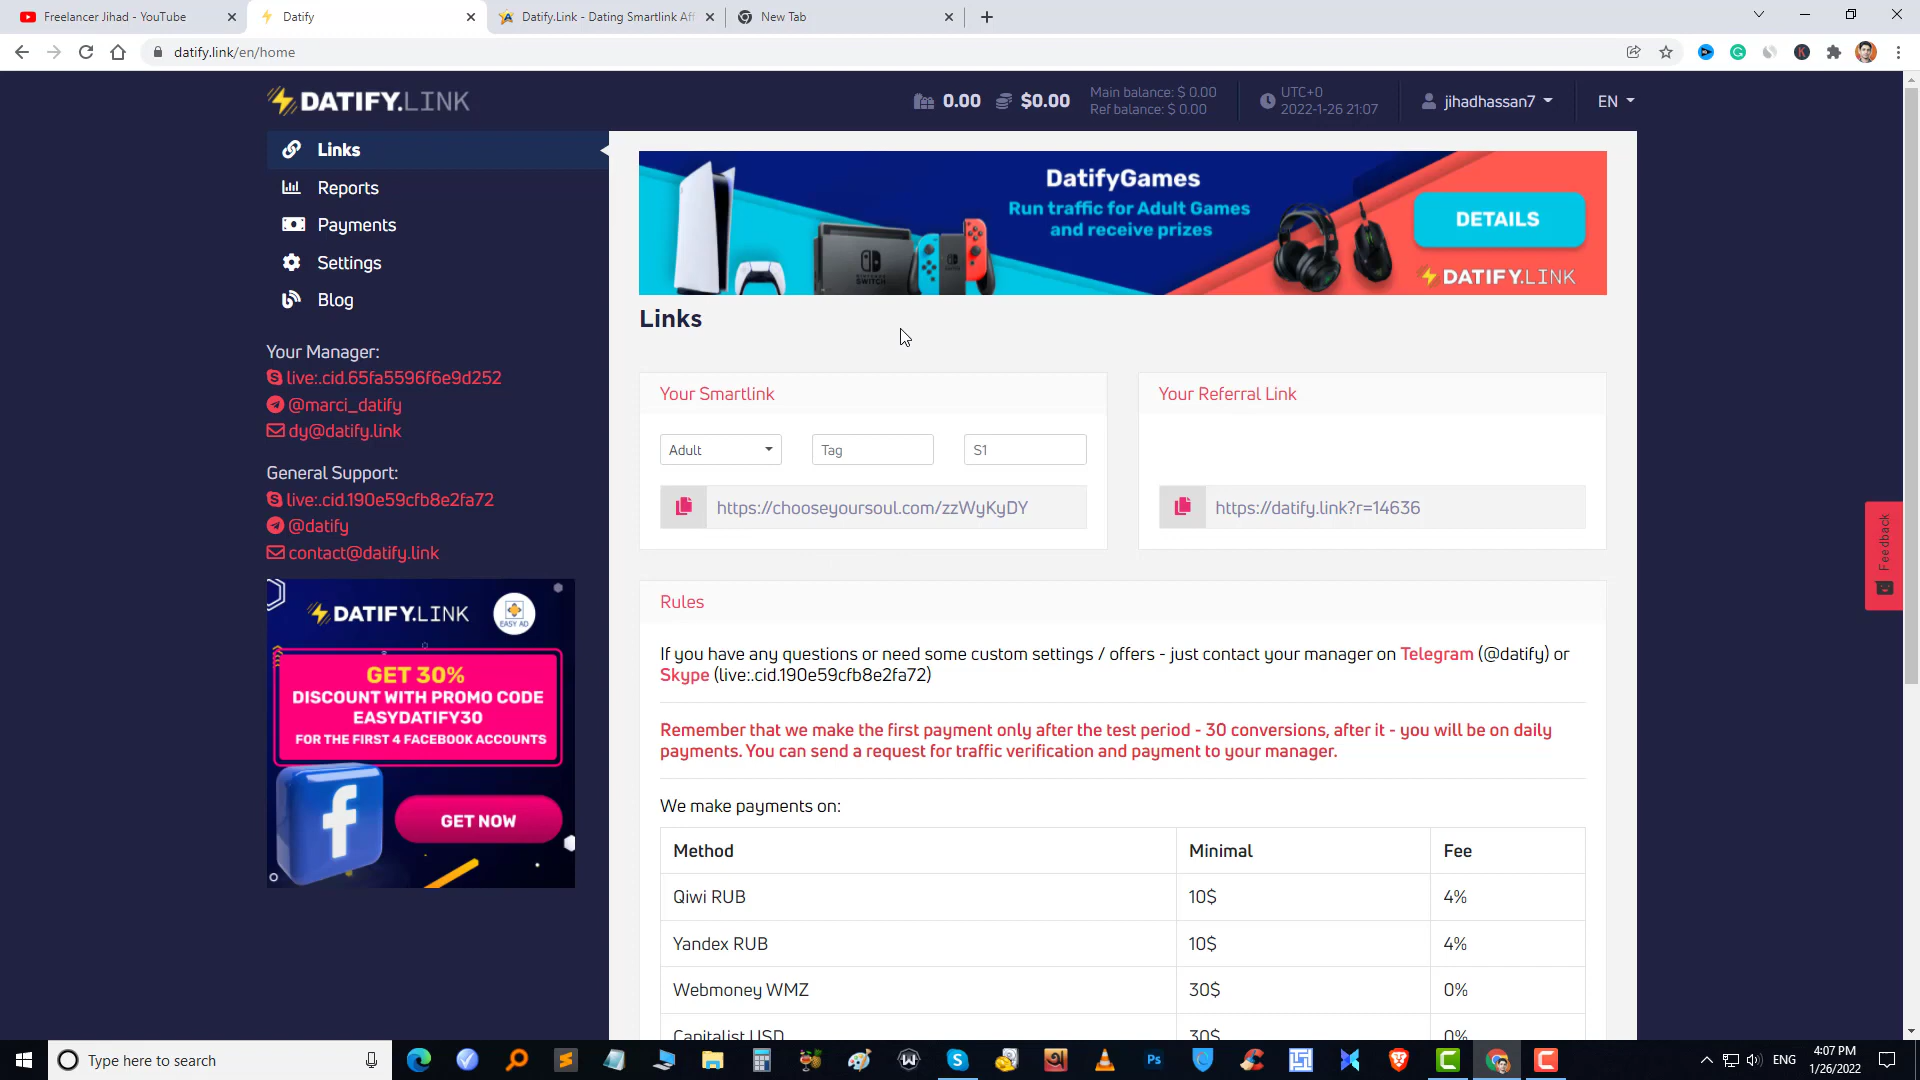 Freelancer Jihad - YouTube
Datify
Datify.Link - Dating Smartlink Aff
New Tab
datify.link/en/home
DATIFY.LINK
0.00
$0.00
Main balance: $ 0.00
Ref balance: $ 0.00
UTC+0
2022-1-26 21:07
jihadhassan7
EN
Links
Reports
Payments
Settings
Blog
Your Manager:
live:.cid.65fa5596f6e9d252
@marci_datify
dy@datify.link
General Support:
live:.cid.190e59cfb8e2fa72
@datify
contact@datify.link
DATIFY.LINK
EASY AD
GET 30%
DISCOUNT WITH PROMO CODE
EASYDATIFY30
FOR THE FIRST 4 FACEBOOK ACCOUNTS
GET NOW
DatifyGames
Run traffic for Adult Games
and receive prizes
DETAILS
DATIFY.LINK
Links
Your Smartlink
Adult
Tag
S1
https://chooseyoursoul.com/zzWyKyDY
Your Referral Link
https://datify.link?r=14636
Feedback
Rules
If you have any questions or need some custom settings / offers - just contact your manager on Telegram (@datify) or
Skype (live:.cid.190e59cfb8e2fa72)
Remember that we make the first payment only after the test period - 30 conversions, after it - you will be on daily
payments. You can send a request for traffic verification and payment to your manager.
We make payments on:
Method Minimal Fee
Qiwi RUB 10$ 4%
Yandex RUB 10$ 4%
Webmoney WMZ 30$ 0%
Capitalist USD 30$ 0%
Type here to search
Ps
ENG
4:07 PM
1/26/2022